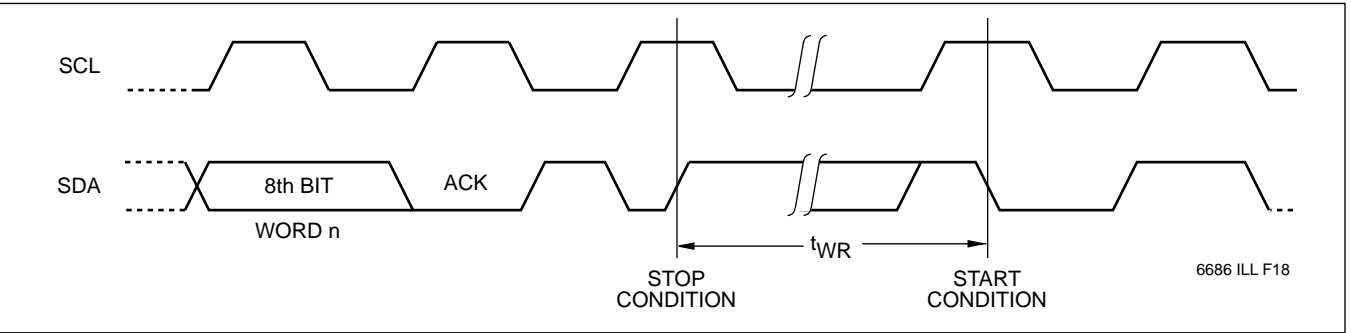 SCL
SDA
8th BIT
ACK
WORD n
tWR
STOP
CONDITION
START
CONDITION
6686 ILL F18